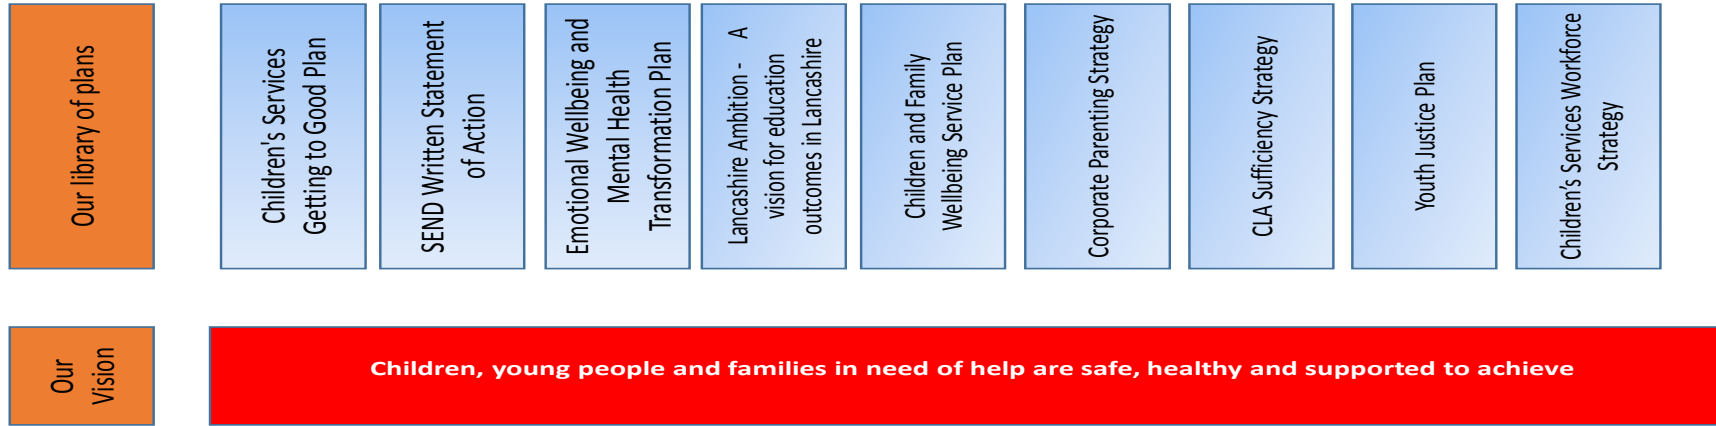 Our library of plans
Children's Services
Getting to Good Plan
SEND Written Statement
of Action
Emotional Wellbeing and
Mental Health
Transformation Plan
Lancashire Ambition - A
vision for education
outcomes in Lancashire
Children and Family
Wellbeing Service Plan
Corporate Parenting Strategy
CLA Sufficiency Strategy
Youth Justice Plan
Children’s Services Workforce
Strategy
Our
Vision
Children, young people and families in need of help are safe, healthy and supported to achieve